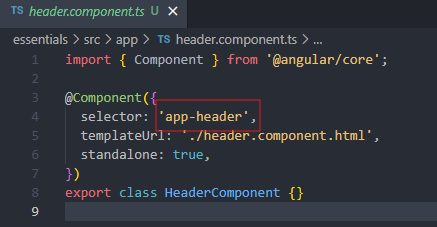 TS header.component.ts U
essentials > src > app > TS header.component.ts > ...
1 import { Component } from '@angular/core';
2
3 @Component({
4   selector: 'app-header',
5   templateUrl: './header.component.html',
6   standalone: true,
7 })
8 export class HeaderComponent {}
9